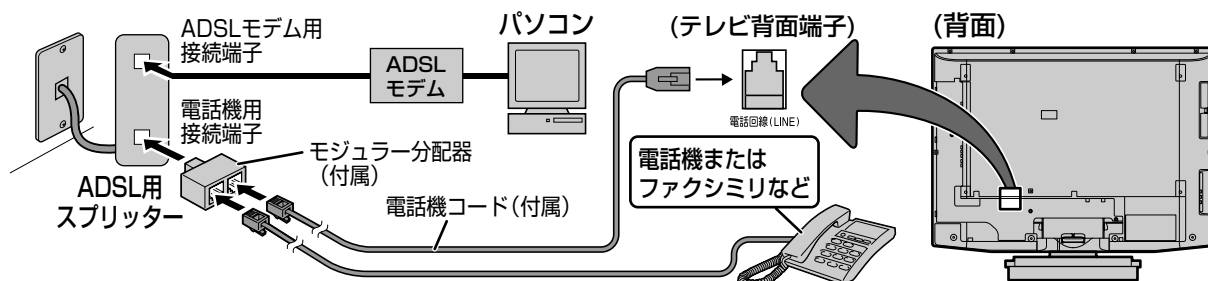 ADSLモデム用
接続端子
電話機用
接続端子
ADSL用
スプリッター
モジュラー分配器
(付属)
ADSL
モデム
パソコン
電話機コード(付属)
(テレビ背面端子)
電話回線(LINE)
電話機または
ファクシミリなど
(背面)